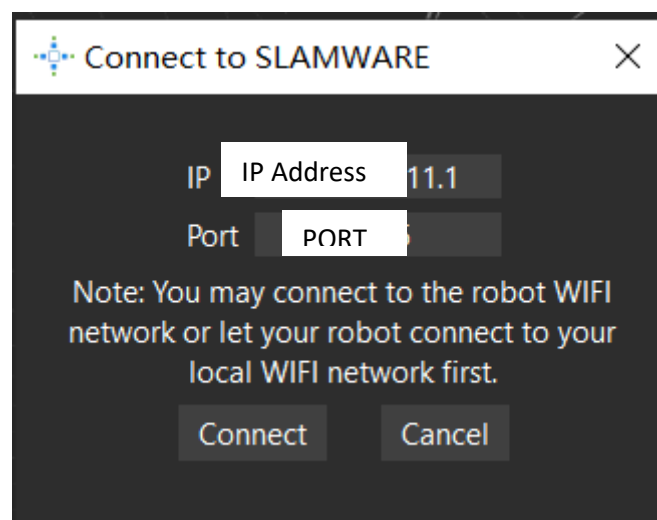 Connect to SLAMWARE
IP IP Address 11.1
Port PORT
Note: You may connect to the robot WIFI
network or let your robot connect to your
local WIFI network first.
Connect Cancel